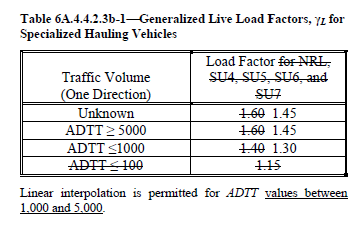 Table 6A.4.4.2.3b-1—Generalized Live Load Factors, γL for
Specialized Hauling Vehicles
Traffic Volume
(One Direction)
Load Factor for NRL,
SU4, SU5, SU6, and
SU7
Unknown 1.60 1.45
ADTT ≥ 5000 1.60 1.45
ADTT ≤1000 1.40 1.30
ADTT ≤ 100 1.15
Linear interpolation is permitted for ADTT values between
1,000 and 5,000.